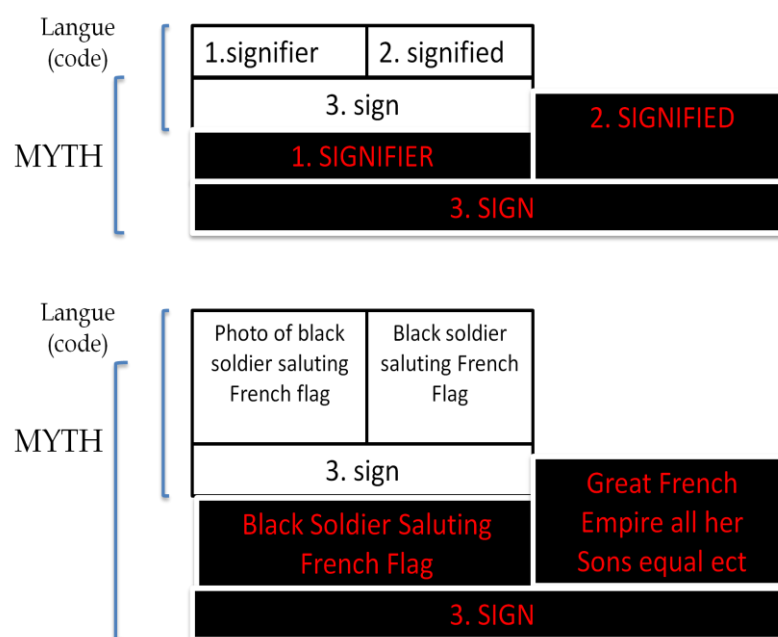 Langue
(code)
1.signifier
2. signified
3. sign
2. SIGNIFIED
MYTH
1. SIGNIFIER
3. SIGN
Langue
(code)
Photo of black
soldier saluting
French flag
Black soldier
saluting French
Flag
MYTH
3. sign
Great French
Empire all her
Sons equal ect
Black Soldier Saluting
French Flag
3. SIGN